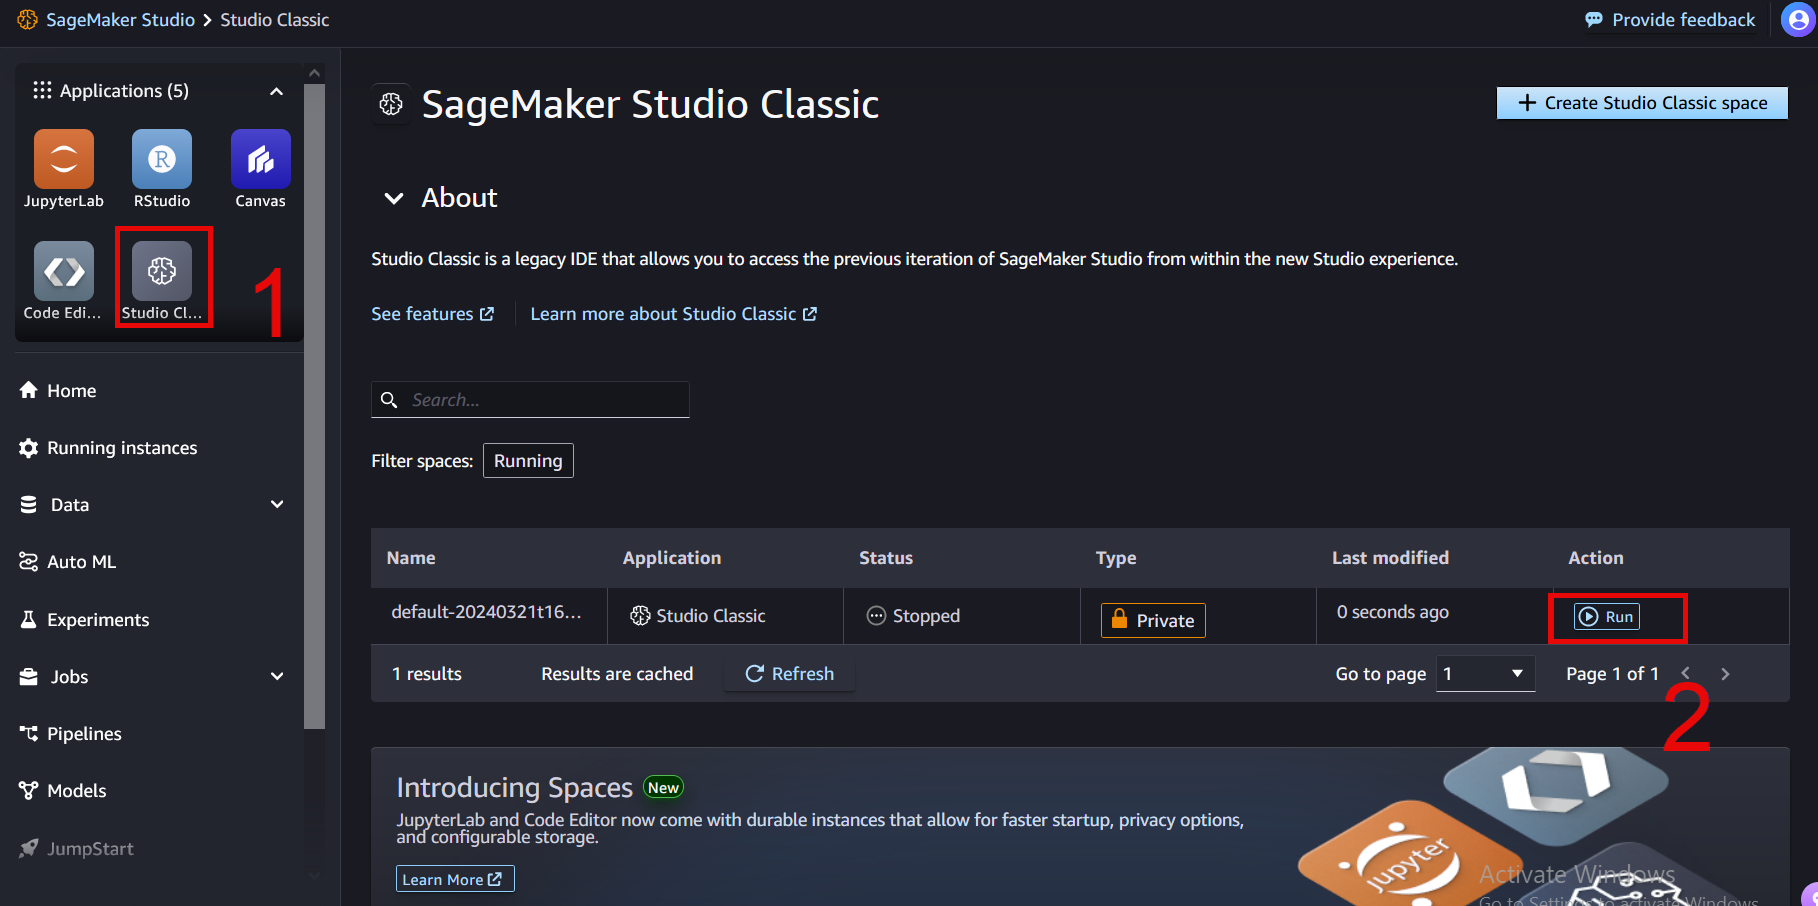 SageMaker Studio > Studio Classic
Provide feedback
Applications (5)
JupyterLab
RStudio
Canvas
Code Edi...
Studio Cl...
1
Home
Running instances
Data
Auto ML
Experiments
Jobs
Pipelines
Models
JumpStart
SageMaker Studio Classic
+ Create Studio Classic space
About
Studio Classic is a legacy IDE that allows you to access the previous iteration of SageMaker Studio from within the new Studio experience.
See features
Learn more about Studio Classic
Search...
Filter spaces: Running
Name Application Status Type Last modified Action
default-20240321t16... Studio Classic Stopped Private 0 seconds ago Run
1 results Results are cached Refresh Go to page 1 Page 1 of 1
2
Introducing Spaces New
JupyterLab and Code Editor now come with durable instances that allow for faster startup, privacy options,
and configurable storage.
Learn More
jupyter
Activate Windows
Go to Settings to activate Windows.